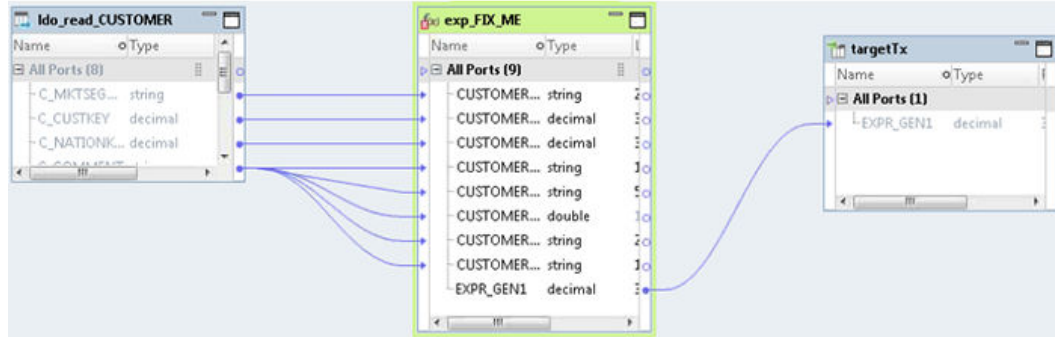 ldo_read_CUSTOMER
Name Type
All Ports (8)
C_MKTSEG... string
C_CUSTKEY decimal
C_NATIONK... decimal
exp_FIX_ME
Name Type
All Ports (9)
CUSTOMER... string
CUSTOMER... decimal
CUSTOMER... decimal
CUSTOMER... string
CUSTOMER... string
CUSTOMER... double
CUSTOMER... string
CUSTOMER... string
EXPR_GEN1 decimal
targetTx
Name Type
All Ports (1)
EXPR_GEN1 decimal